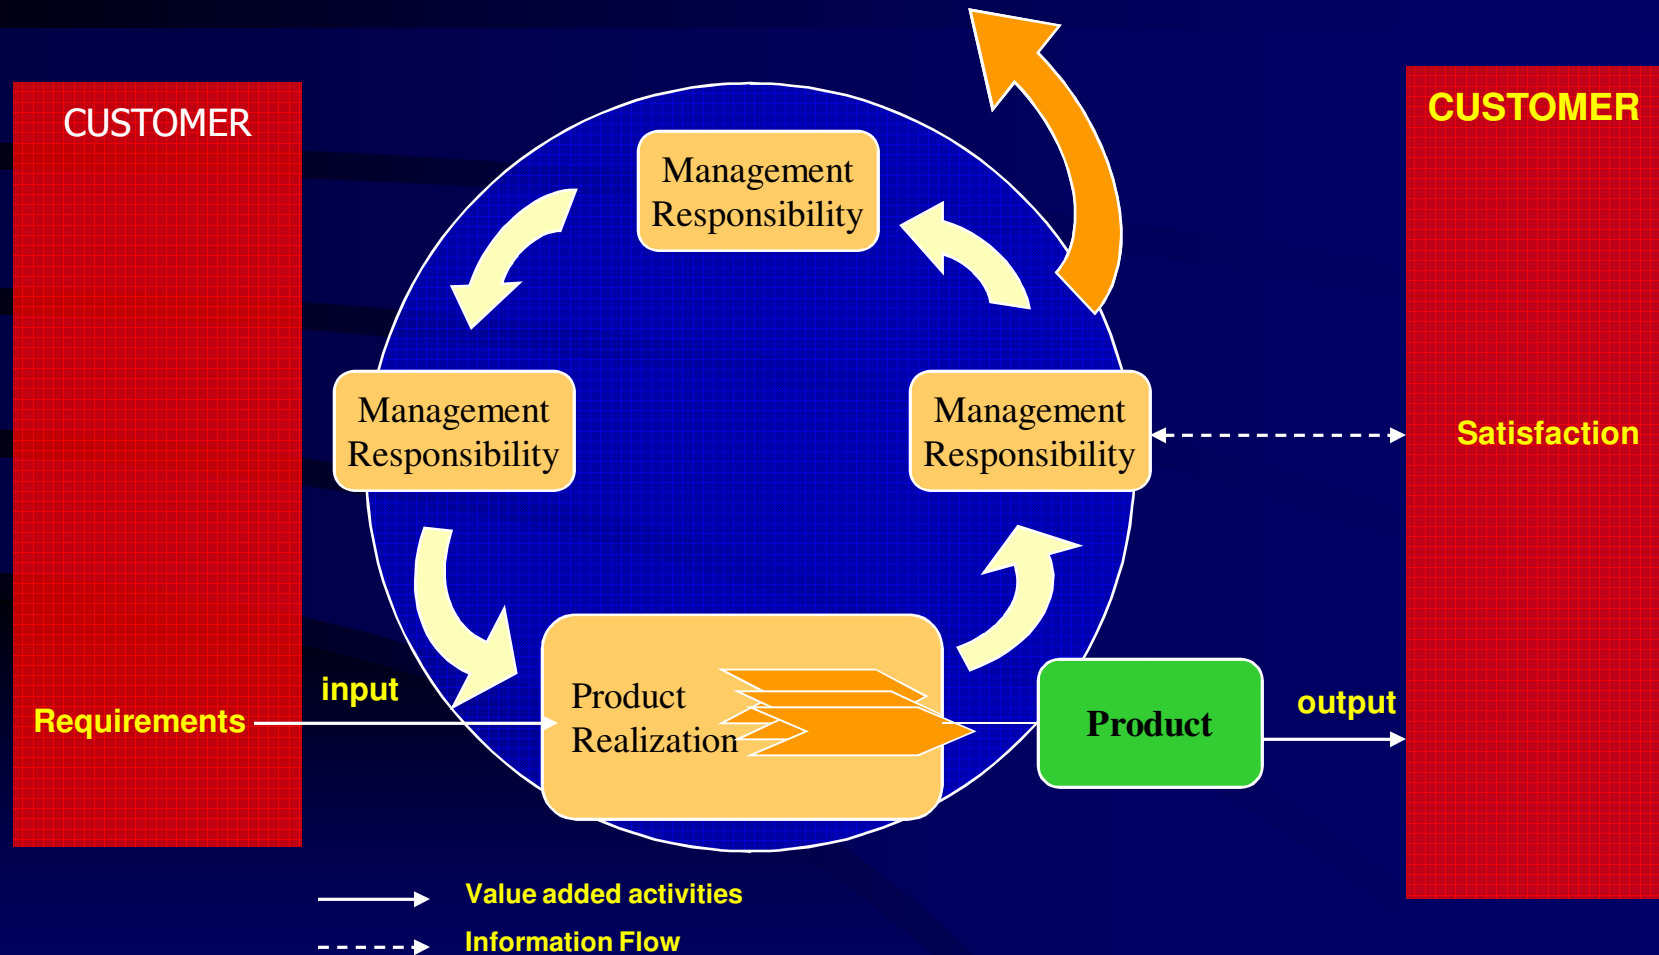 CUSTOMER
CUSTOMER
Management
Responsibility
Management
Responsibility
Management
Responsibility
Satisfaction
input
Requirements
Product
Realization
Product
output
Value added activities
Information Flow